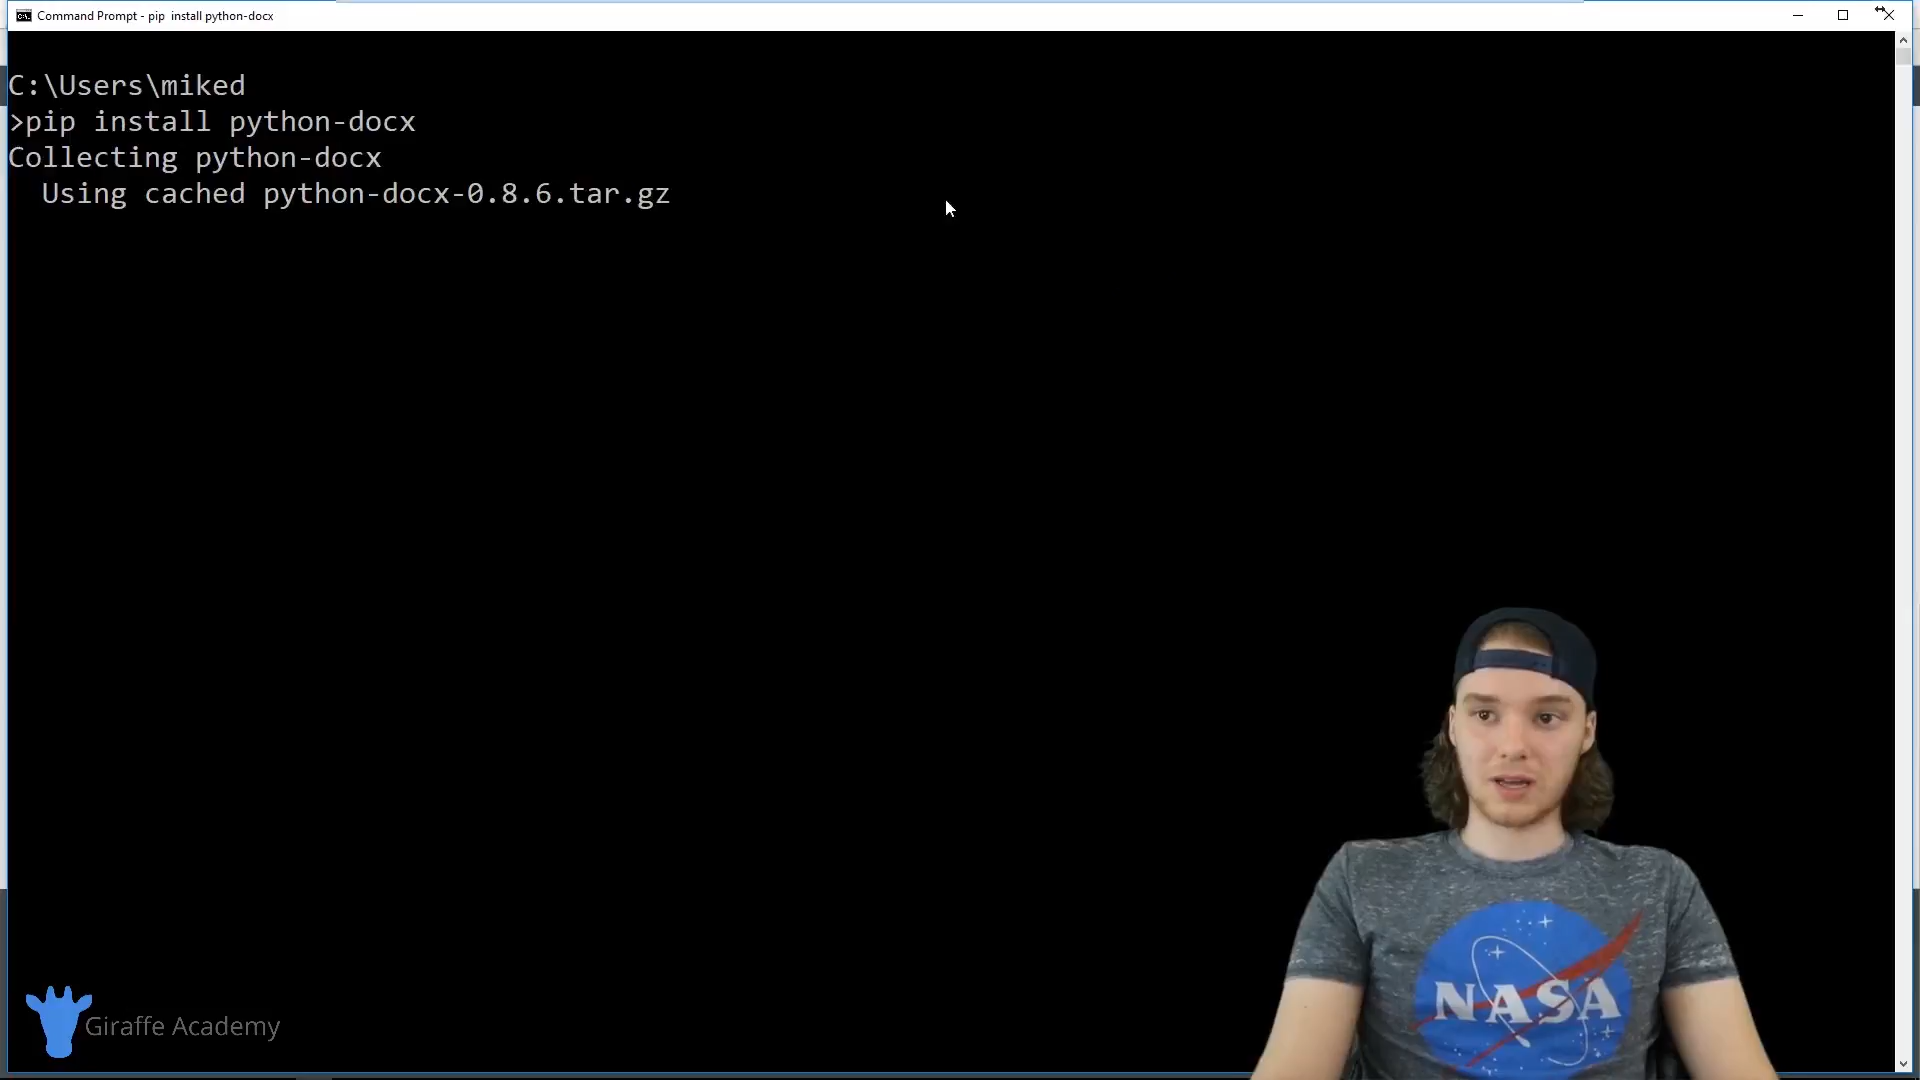 Command Prompt - pip  install python-docx
C:\Users\miked
>pip install python-docx
Collecting python-docx
  Using cached python-docx-0.8.6.tar.gz
NASA
Giraffe Academy